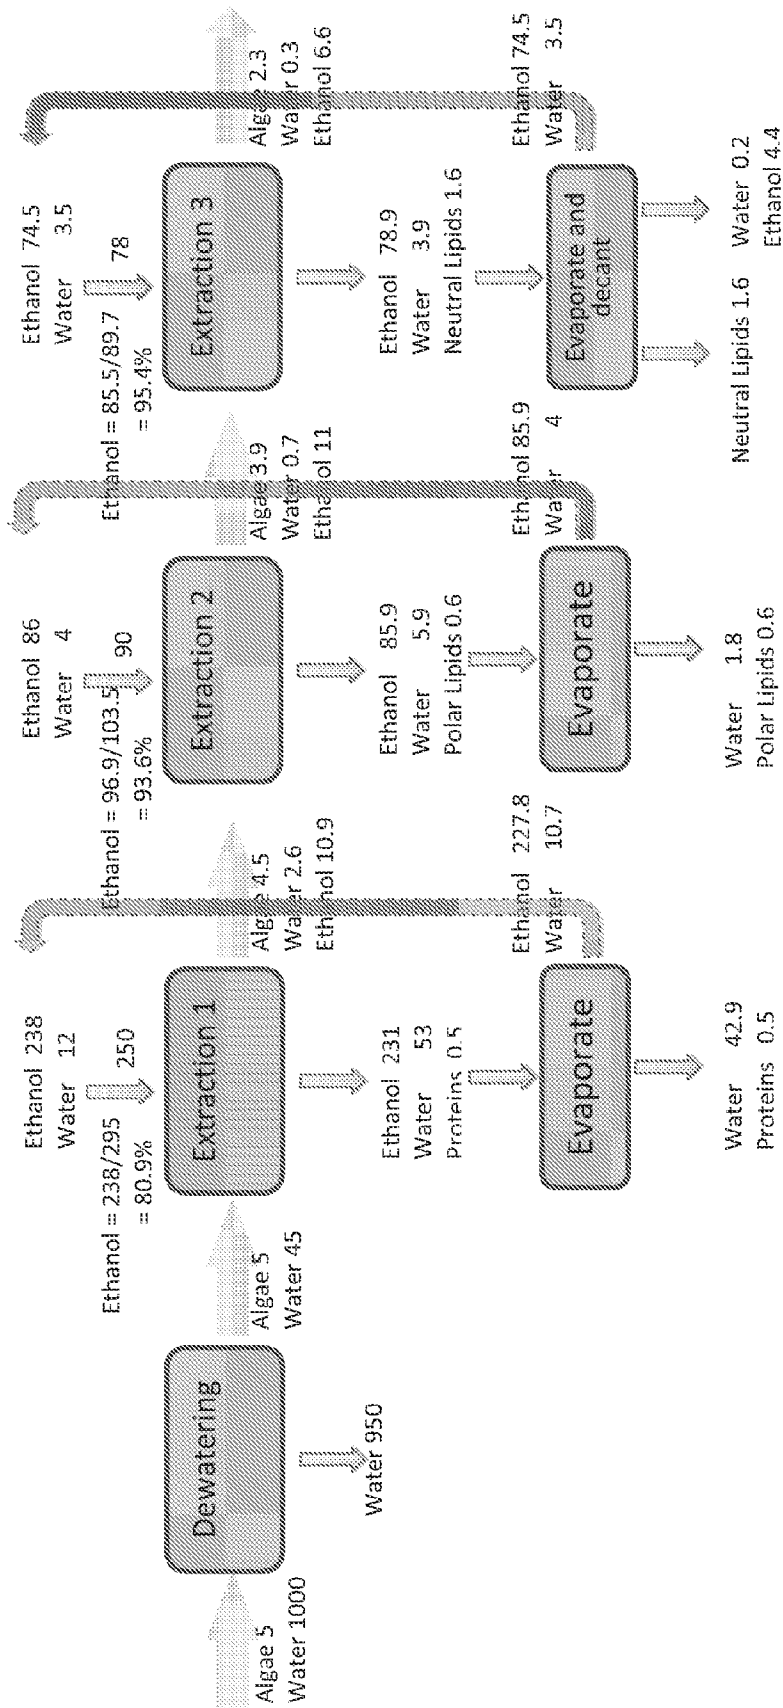 Algae 5
Water 1000
Dewatering
Water 950
Algae 5
Water 45
Ethanol 238
Water 12
250
Ethanol = 238/295
= 80.9%
Extraction 1
Ethanol 231
Water 53
Proteins 0.5
Evaporate
Water 42.9
Proteins 0.5
Ethanol 227.8
Water 10.7
Algae 4.5
Water 2.6
Ethanol 10.9
Ethanol 86
Water 4
90
Ethanol = 96.9/103.5
= 93.6%
Extraction 2
Ethanol 85.9
Water 5.9
Polar Lipids 0.6
Evaporate
Water 1.8
Polar Lipids 0.6
Ethanol 85.9
Water 4
Algae 3.9
Water 0.7
Ethanol 11
Ethanol 74.5
Water 3.5
78
Ethanol = 85.5/89.7
= 95.4%
Extraction 3
Ethanol 78.9
Water 3.9
Neutral Lipids 1.6
Evaporate and
decant
Neutral Lipids 1.6
Water 0.2
Ethanol 4.4
Ethanol 74.5
Water 3.5
Algae 2.3
Water 0.3
Ethanol 6.6